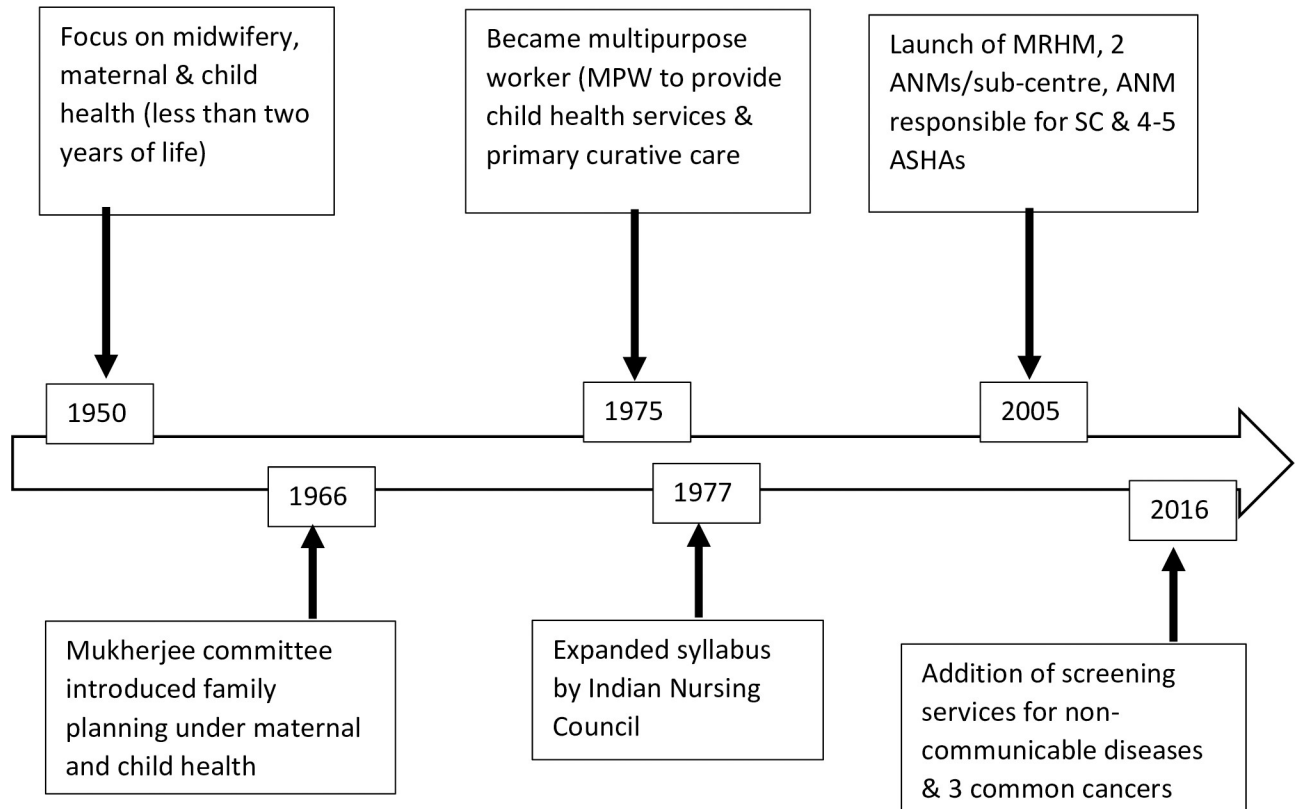 Focus on midwifery,
maternal & child
health (less than two
years of life)
Became multipurpose
worker (MPW to provide
child health services &
primary curative care
Launch of MRHM, 2
ANMs/sub-centre, ANM
responsible for SC & 4-5
ASHAs
1950
1975
2005
1966
1977
2016
Mukherjee committee
introduced family
planning under maternal
and child health
Expanded syllabus
by Indian Nursing
Council
Addition of screening
services for non-
communicable diseases
& 3 common cancers